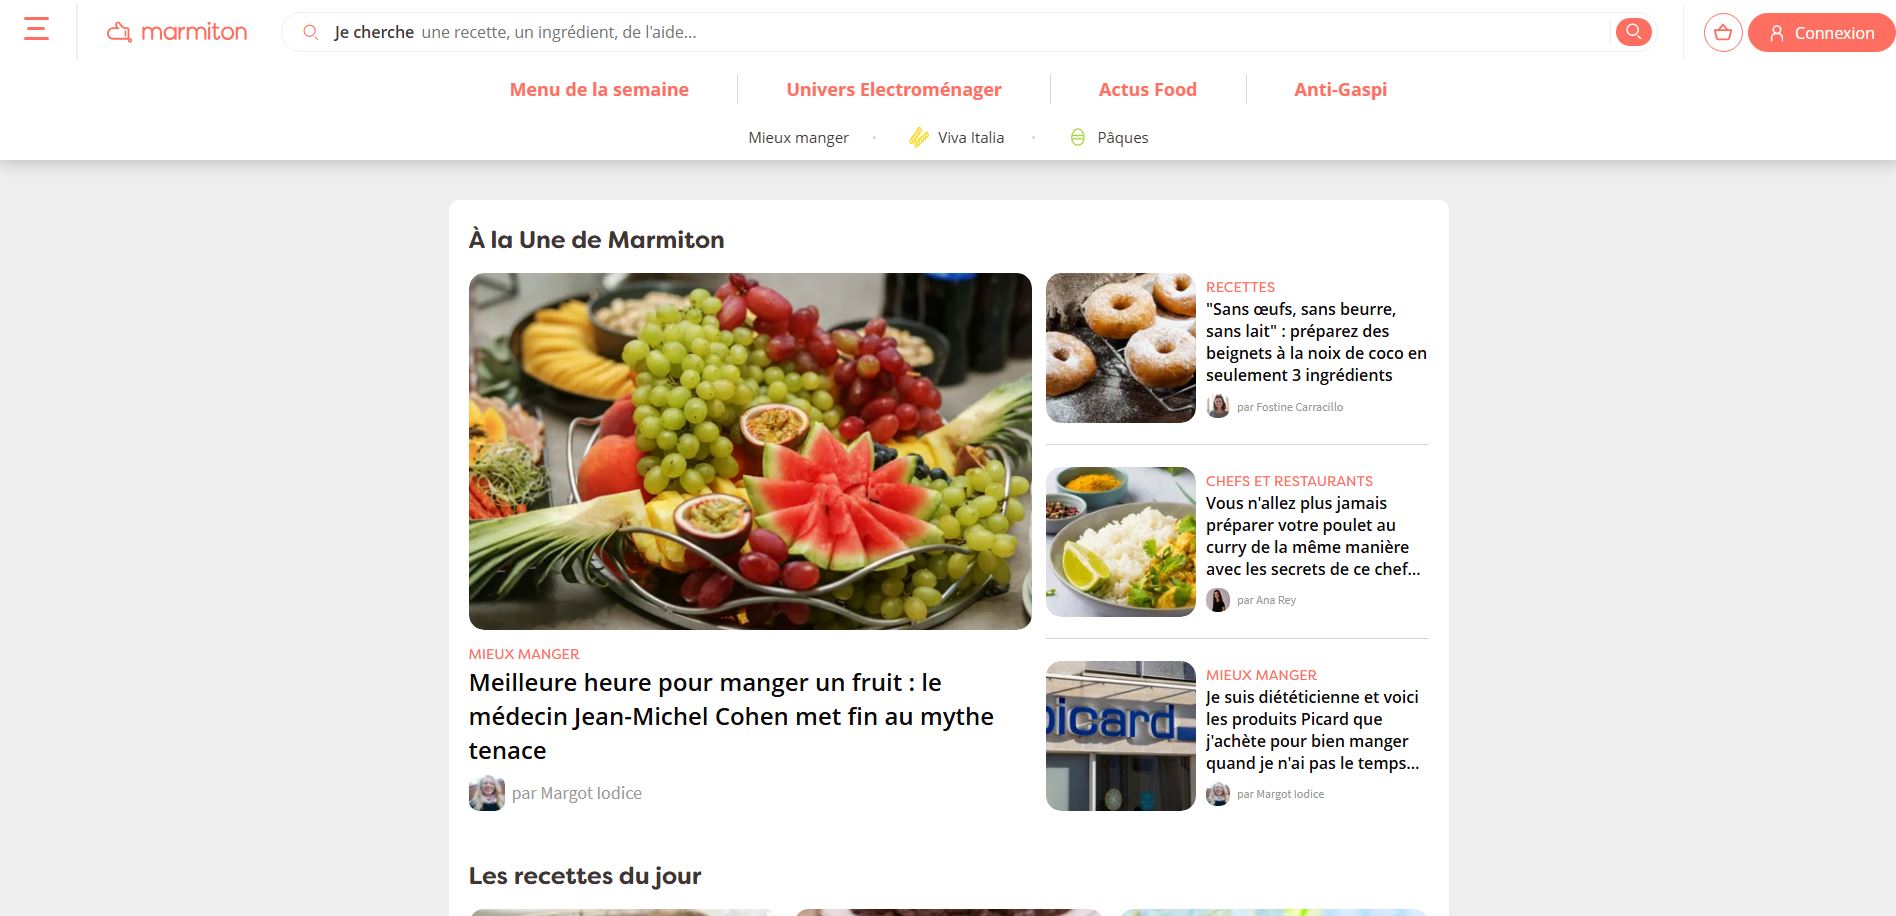 marmiton
Je cherche une recette, un ingrédient, de l'aide...
Connexion
Menu de la semaine
Univers Electroménager
Actus Food
Anti-Gaspi
Mieux manger
Viva Italia
Pâques
À la Une de Marmiton
MIEUX MANGER
Meilleure heure pour manger un fruit : le
médecin Jean-Michel Cohen met fin au mythe
tenace
par Margot Iodice
RECETTES
"Sans œufs, sans beurre,
sans lait" : préparez des
beignets à la noix de coco en
seulement 3 ingrédients
par Fostine Carracillo
CHEFS ET RESTAURANTS
Vous n'allez plus jamais
préparer votre poulet au
curry de la même manière
avec les secrets de ce chef...
par Ana Rey
picard
MIEUX MANGER
Je suis diététicienne et voici
les produits Picard que
j'achète pour bien manger
quand je n'ai pas le temps...
par Margot Iodice
Les recettes du jour